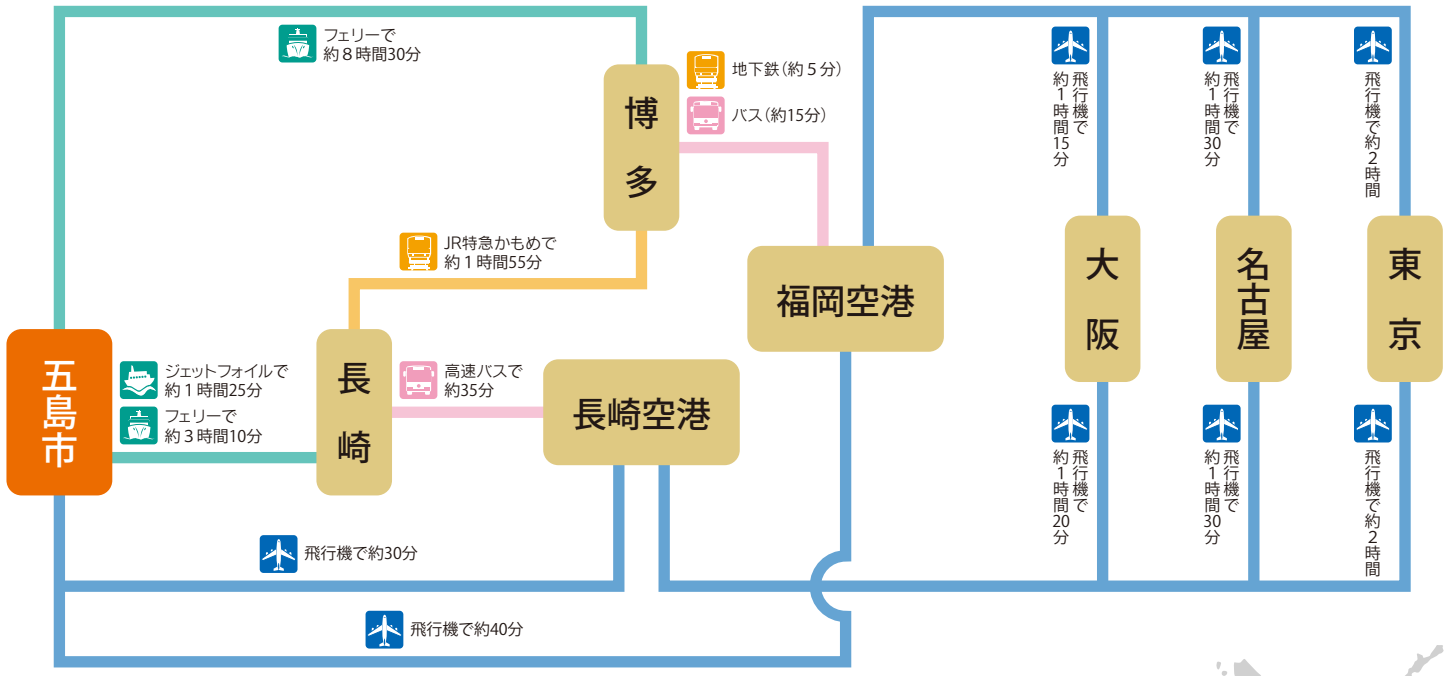 フェリーで
約8時間30分
博多
地下鉄(約5分)
バス(約15分)
飛行機で
約1時間15分
飛行機で
約1時間30分
飛行機で約2時間
JR特急かもめで
約1時間55分
福岡空港
大阪
名古屋
東京
五島市
ジェットフォイルで
約1時間25分
フェリーで
約3時間10分
長崎
高速バスで
約35分
長崎空港
飛行機で
約1時間20分
飛行機で
約1時間30分
飛行機で約2時間
飛行機で約30分
飛行機で約40分